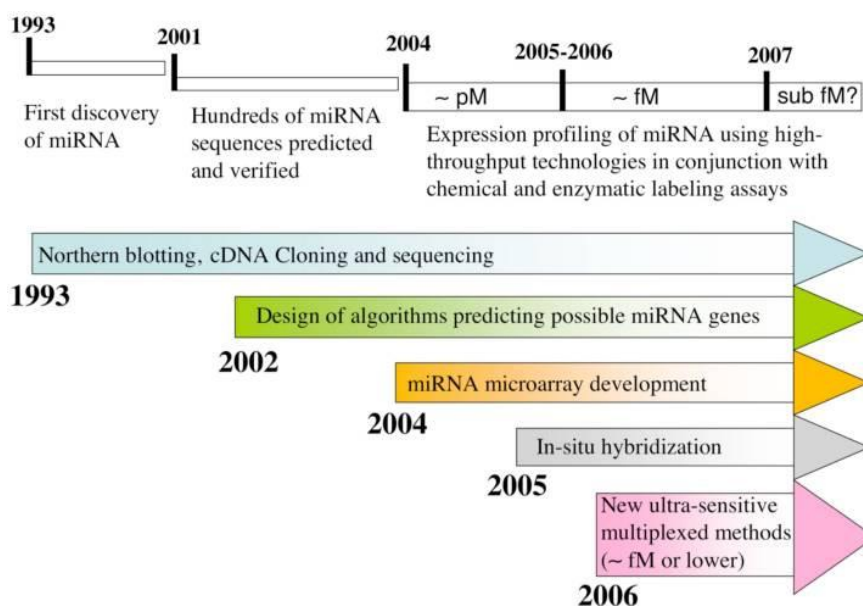 1993
2001
2004
2005-2006
2007
~ pM
~ fM
sub fM?
First discovery
of miRNA
Hundreds of miRNA
sequences predicted
and verified
Expression profiling of miRNA using high-
throughput technologies in conjunction with
chemical and enzymatic labeling assays
Northern blotting, cDNA Cloning and sequencing
1993
Design of algorithms predicting possible miRNA genes
2002
miRNA microarray development
2004
In-situ hybridization
2005
New ultra-sensitive
multiplexed methods
(~ fM or lower)
2006